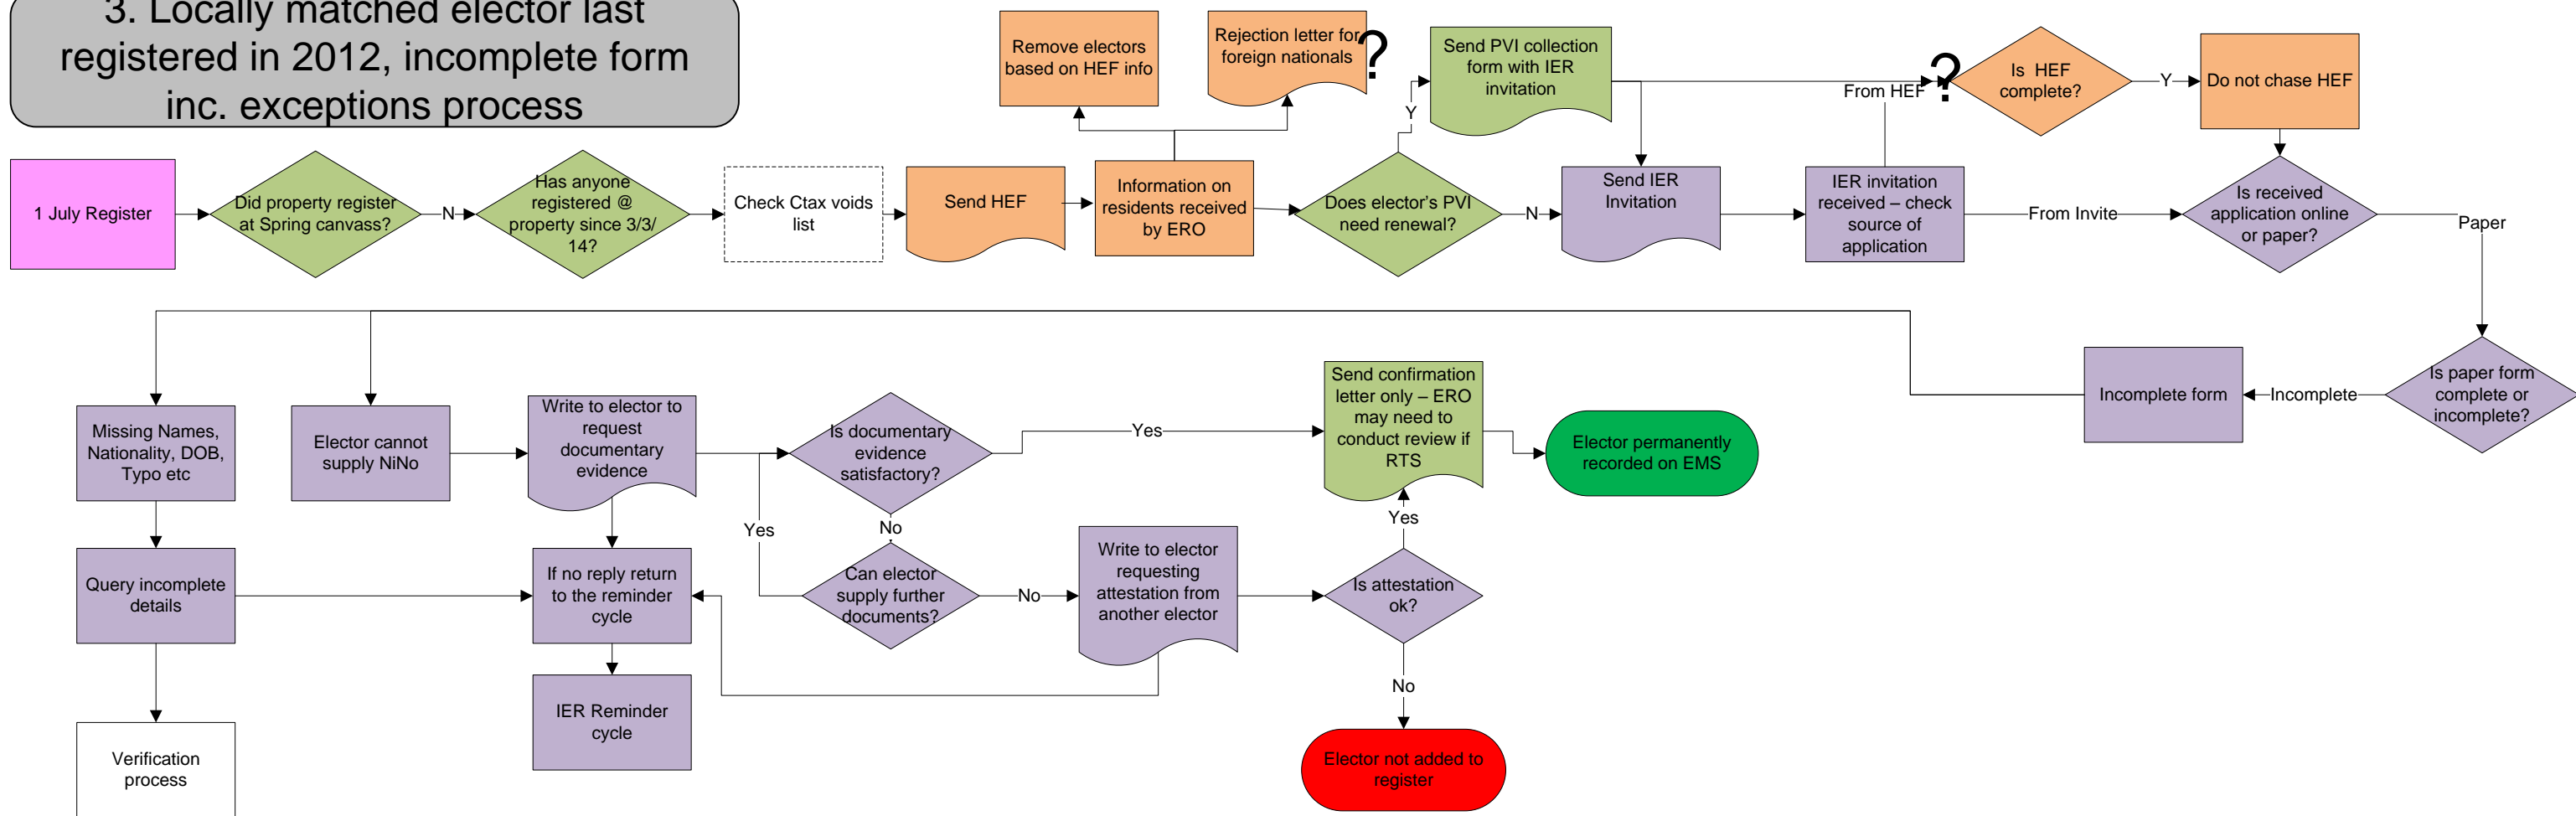 3. Locally matched elector last
registered in 2012, incomplete form
inc. exceptions process
Remove electors
based on HEF info
Rejection letter for
foreign nationals
?
Send PVI collection
form with IER
invitation
From HEF
?
Is HEF
complete?
Y
Do not chase HEF
Y
1 July Register
Did property register
at Spring canvass?
N
Has anyone
registered @
property since 3/3/
14?
Check Ctax voids
list
Send HEF
Information on
residents received
by ERO
Does elector’s PVI
need renewal?
N
Send IER
Invitation
IER invitation
received – check
source of
application
From Invite
Is received
application online
or paper?
Paper
Missing Names,
Nationality, DOB,
Typo etc
Elector cannot
supply NiNo
Write to elector to
request
documentary
evidence
Is documentary
evidence
satisfactory?
Yes
Send confirmation
letter only – ERO
may need to
conduct review if
RTS
Elector permanently
recorded on EMS
Incomplete form
Incomplete
Is paper form
complete or
incomplete?
Yes
No
Yes
Query incomplete
details
If no reply return
to the reminder
cycle
Can elector
supply further
documents?
No
Write to elector
requesting
attestation from
another elector
Is attestation
ok?
No
Verification
process
IER Reminder
cycle
Elector not added to
register